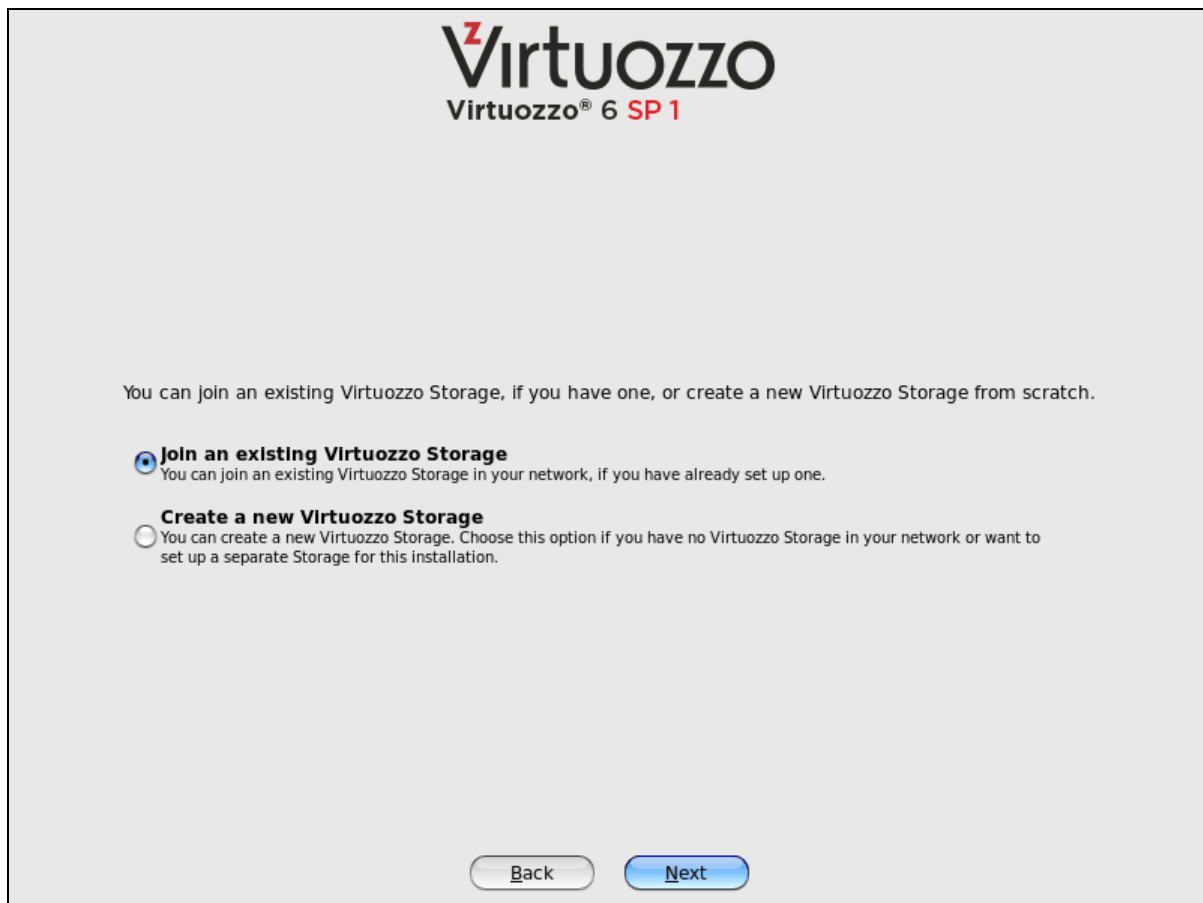 Virtuozzo
Virtuozzo® 6 SP 1
You can join an existing Virtuozzo Storage, if you have one, or create a new Virtuozzo Storage from scratch.
Join an existing Virtuozzo Storage
You can join an existing Virtuozzo Storage in your network, if you have already set up one.
Create a new Virtuozzo Storage
You can create a new Virtuozzo Storage. Choose this option if you have no Virtuozzo Storage in your network or want to
set up a separate Storage for this installation.
Back Next